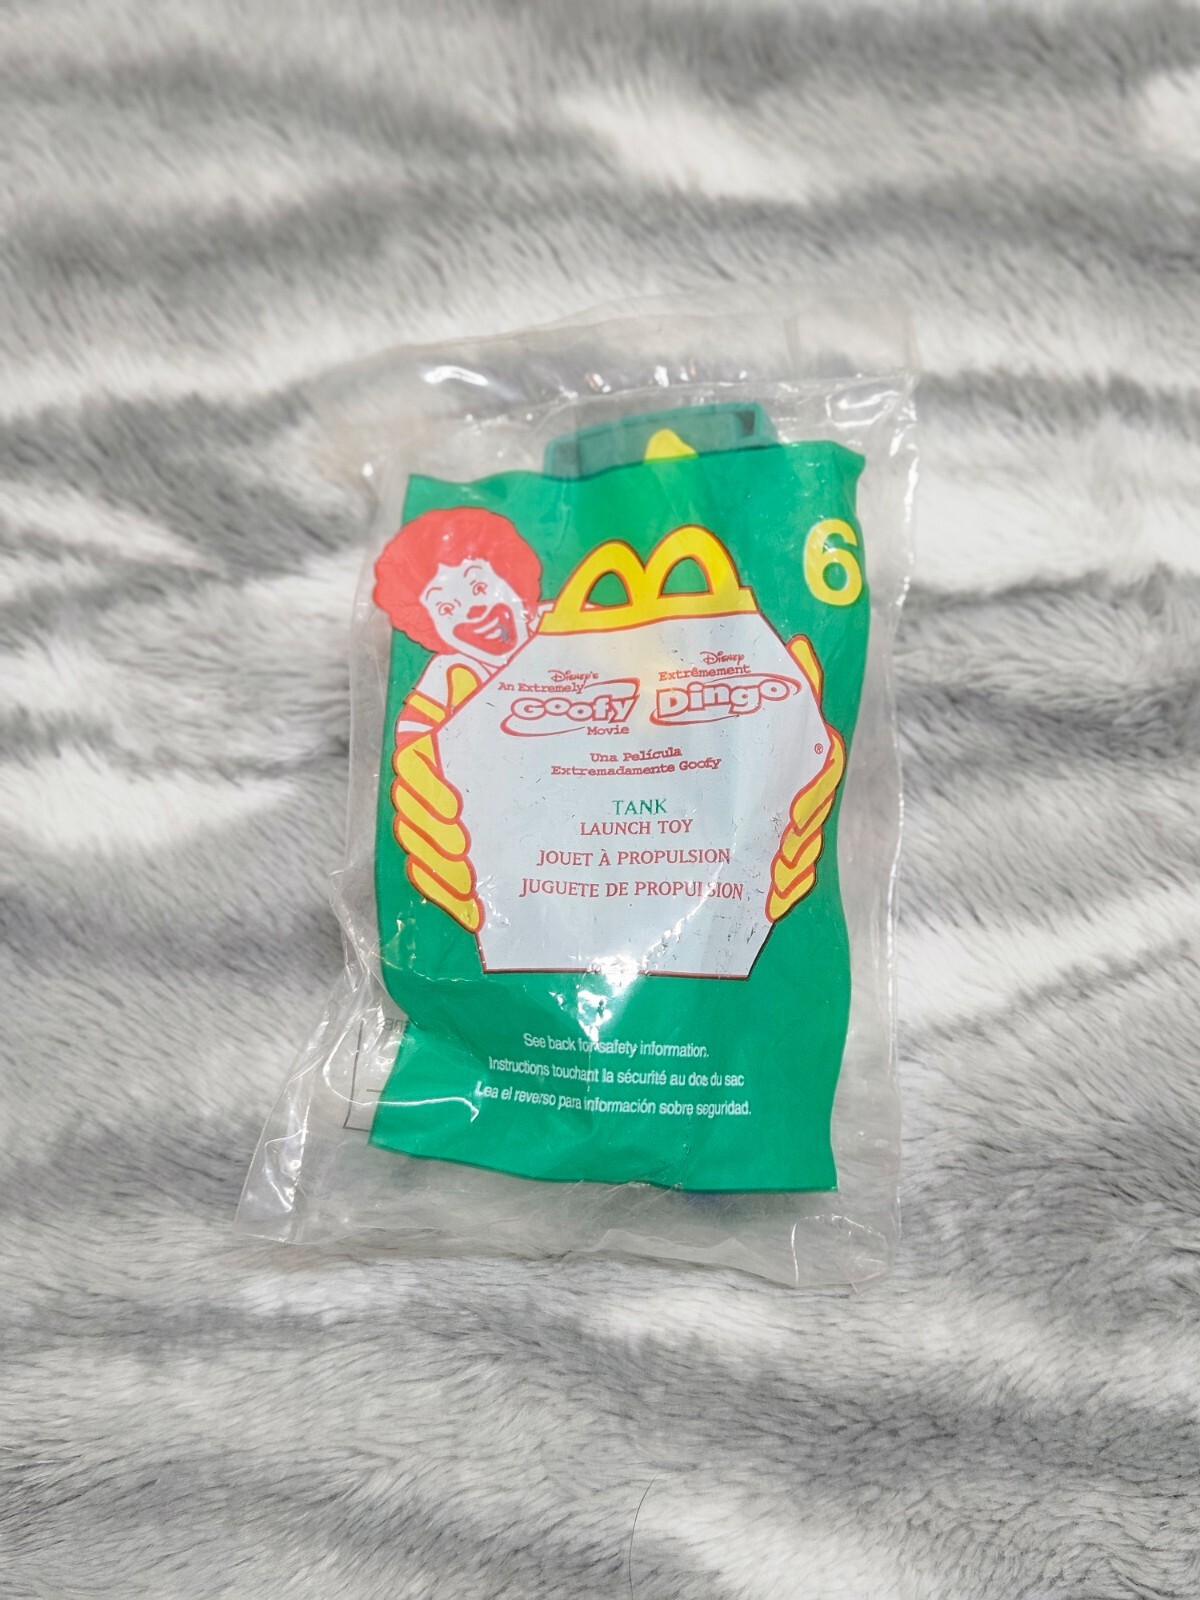 6
Disney's
An Extremely
Goofy
Movie
Disney
Extrêmement
Dingo
®
Una Película
Extremadamente Goofy
TANK
LAUNCH TOY
JOUET À PROPULSION
JUGUETE DE PROPULSION
See back for safety information.
Instructions touchant la sécurité au dos du sac
Lea el reverso para información sobre seguridad.